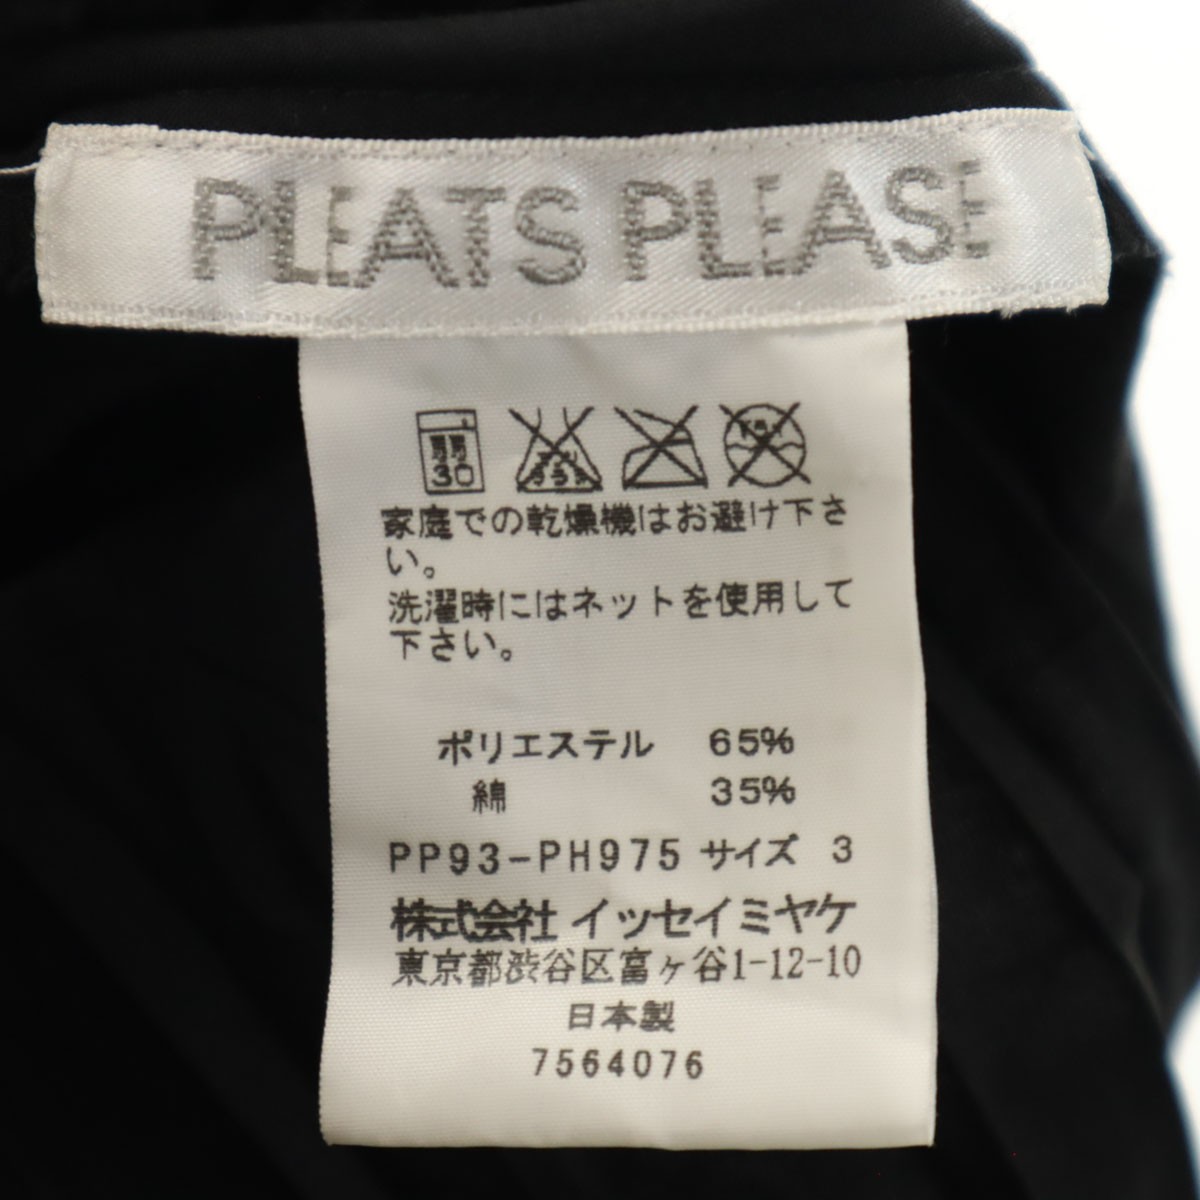 PLEATS PLEASE
弱
30
家庭での乾燥機はお避け下さ
い。
洗濯時にはネットを使用して
下さい。
ポリエステル 65%
綿 35%
PP93-PH975 サイズ 3
株式会社 イッセイミヤケ
東京都渋谷区富ヶ谷1-12-10
日本製
7564076